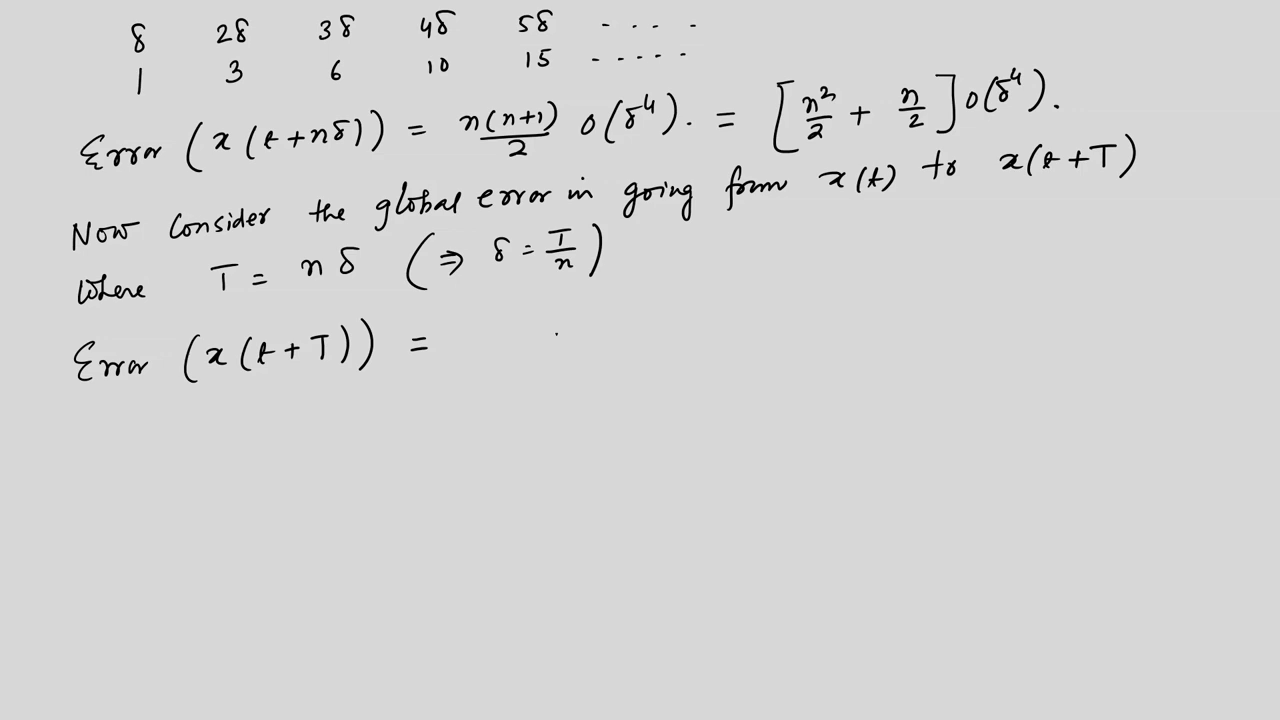 δ 2δ 3δ 4δ 5δ - - - -
1 3 6 10 15 - - - - -
Error (x(t+nδ)) = n(n+1)/2 O(δ⁴). = [n²/2 + n/2] O(δ⁴).
Now consider the global error in going form x(t) to x(t+T)
where T = nδ (⇒ δ = T/n)
Error (x(t+T)) =